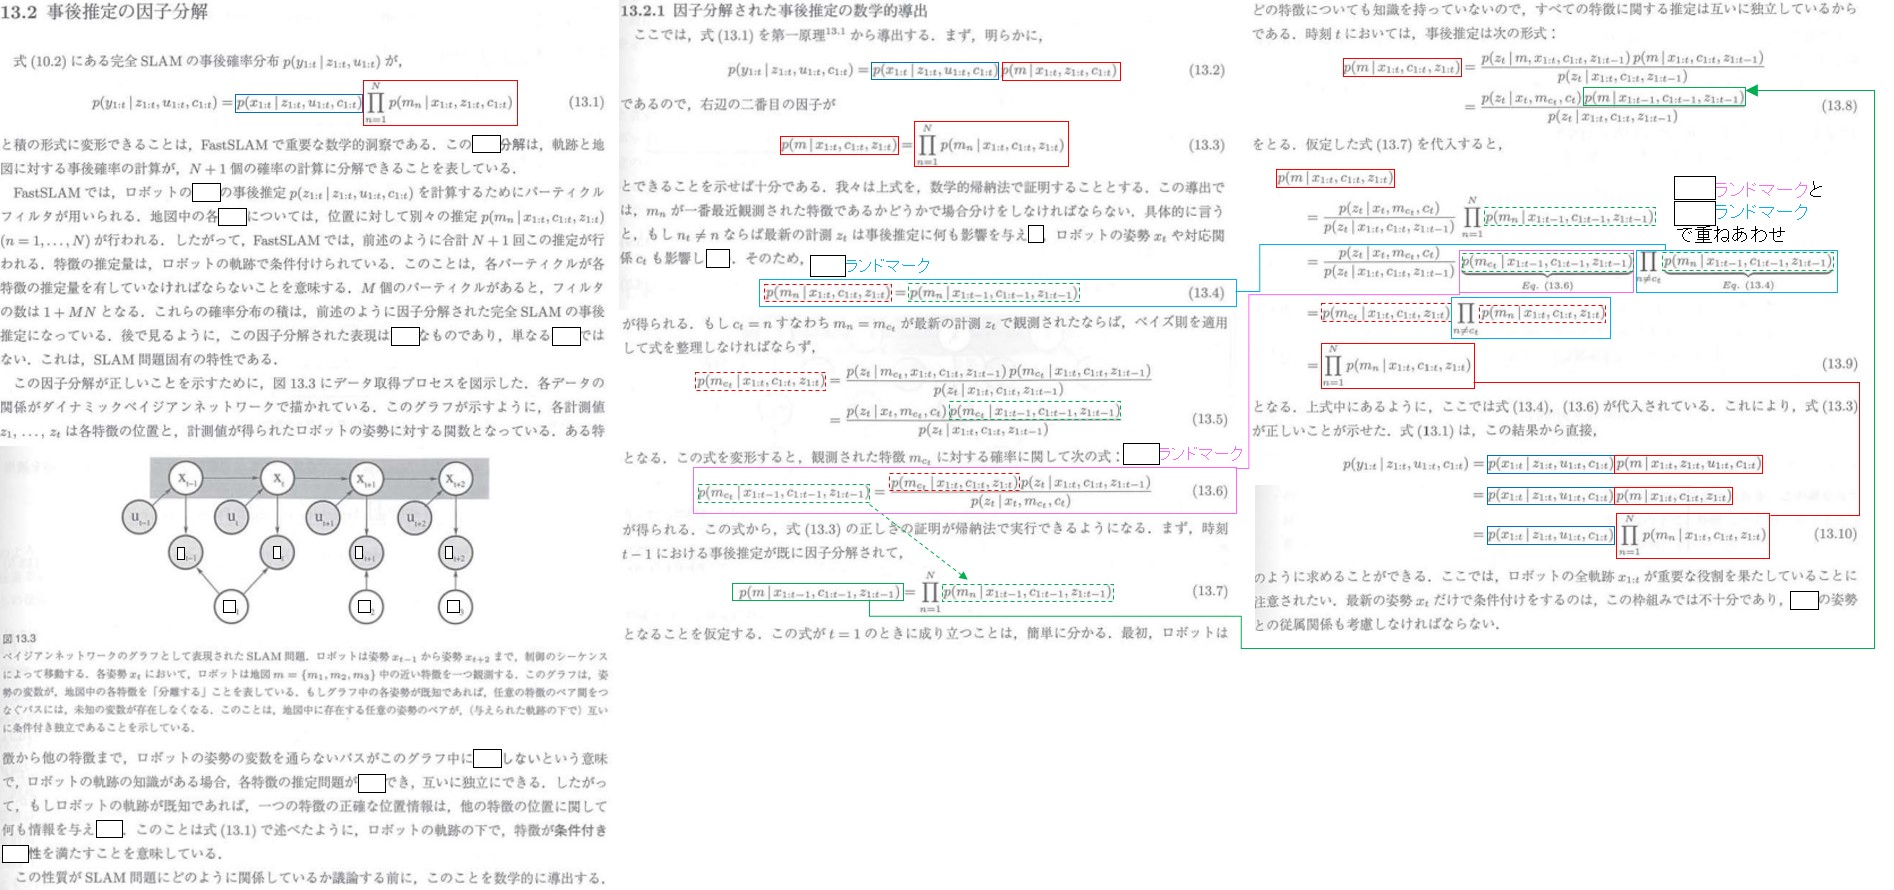 13.2 事後推定の因子分解
式 (10.2) にある完全 SLAM の事後確率分布 p(y_{1:t} | z_{1:t}, u_{1:t}) が,
p(y_{1:t} | z_{1:t}, u_{1:t}, c_{1:t}) = p(x_{1:t} | z_{1:t}, u_{1:t}, c_{1:t}) ∏_{n=1}^{N} p(m_n | x_{1:t}, z_{1:t}, c_{1:t}) (13.1)
と積の形式に変形できることは, FastSLAM で重要な数学的洞察である. この 分解は, 軌跡と地
図に対する事後確率の計算が, N + 1 個の確率の計算に分解できることを表している.
FastSLAM では, ロボットの の事後推定 p(z_{1:t} | z_{1:t}, u_{1:t}, c_{1:t}) を計算するためにパーティクル
フィルタが用いられる. 地図中の各 については, 位置に対して別々の推定 p(m_n | x_{1:t}, c_{1:t}, z_{1:t})
(n = 1, ..., N) が行われる. したがって, FastSLAM では, 前述のように合計 N + 1 回この推定が行
われる. 特徴の推定量は, ロボットの軌跡で条件付けられている. このことは, 各パーティクルが各
特徴の推定量を有していなければならないことを意味する. M 個のパーティクルがあると, フィルタ
の数は 1 + MN となる. これらの確率分布の積は, 前述のように因子分解された完全 SLAM の事後
推定になっている. 後で見るように, この因子分解された表現は なものであり, 単なる では
ない. これは, SLAM 問題固有の特性である.
この因子分解が正しいことを示すために, 図 13.3 にデータ取得プロセスを図示した. 各データの
関係がダイナミックベイジアンネットワークで描かれている. このグラフが示すように, 各計測値
z_1, ..., z_t は各特徴の位置と, 計測値が得られたロボットの姿勢に対する関数となっている. ある特
x_{t-1} x_t x_{t+1} x_{t+2}
u_{t-1} u_t u_{t+1} u_{t+2}
t-1 t t+1 t+2
1 2 3
図 13.3
ベイジアンネットワークのグラフとして表現された SLAM 問題. ロボットは姿勢 x_{t-1} から姿勢 x_{t+2} まで, 制御のシーケンス
によって移動する. 各姿勢 x_t において, ロボットは地図 m = {m_1, m_2, m_3} 中の近い特徴を一つ観測する. このグラフは, 姿
勢の変数が, 地図中の各特徴を「分離する」ことを表している. もしグラフ中の各姿勢が既知であれば, 任意の特徴のペア間をつ
なぐパスには, 未知の変数が存在しなくなる. このことは, 地図中に存在する任意の姿勢のペアが, (与えられた軌跡の下で) 互い
に条件付き独立であることを示している.
徴から他の特徴まで, ロボットの姿勢の変数を通らないパスがこのグラフ中に しないという意味
で, ロボットの軌跡の知識がある場合, 各特徴の推定問題が でき, 互いに独立にできる. したがっ
て, もしロボットの軌跡が既知であれば, 一つの特徴の正確な位置情報は, 他の特徴の位置に関して
何も情報を与え . このことは式 (13.1) で述べたように, ロボットの軌跡の下で, 特徴が条件付き
性を満たすことを意味している.
この性質が SLAM 問題にどのように関係しているか議論する前に, このことを数学的に導出する.
13.2.1 因子分解された事後推定の数学的導出
ここでは, 式 (13.1) を第一原理^{13.1} から導出する. まず, 明らかに,
p(y_{1:t} | z_{1:t}, u_{1:t}, c_{1:t}) = p(x_{1:t} | z_{1:t}, u_{1:t}, c_{1:t}) p(m | x_{1:t}, z_{1:t}, c_{1:t}) (13.2)
であるので, 右辺の二番目の因子が
p(m | x_{1:t}, c_{1:t}, z_{1:t}) = ∏_{n=1}^{N} p(m_n | x_{1:t}, c_{1:t}, z_{1:t}) (13.3)
とできることを示せば十分である. 我々は上式を, 数学的帰納法で証明することとする. この導出で
は, m_n が一番最近観測された特徴であるかどうかで場合分けをしなければならない. 具体的に言う
と, もし n_t ≠ n ならば最新の計測 z_t は事後推定に何も影響を与え . ロボットの姿勢 x_t や対応関
係 c_t も影響し . そのため,
ランドマーク
p(m_n | x_{1:t}, c_{1:t}, z_{1:t}) = p(m_n | x_{1:t-1}, c_{1:t-1}, z_{1:t-1}) (13.4)
が得られる. もし c_t = n すなわち m_n = m_{c_t} が最新の計測 z_t で観測されたならば, ベイズ則を適用
して式を整理しなければならず,
p(m_{c_t} | x_{1:t}, c_{1:t}, z_{1:t}) = p(z_t | m_{c_t}, x_{1:t}, c_{1:t}, z_{1:t-1}) p(m_{c_t} | x_{1:t}, c_{1:t}, z_{1:t-1}) / p(z_t | x_{1:t}, c_{1:t}, z_{1:t-1})
= p(z_t | x_t, m_{c_t}, c_t) p(m_{c_t} | x_{1:t-1}, c_{1:t-1}, z_{1:t-1}) / p(z_t | x_{1:t}, c_{1:t}, z_{1:t-1}) (13.5)
となる. この式を変形すると, 観測された特徴 m_{c_t} に対する確率に関して次の式:
ランドマーク
p(m_{c_t} | x_{1:t-1}, c_{1:t-1}, z_{1:t-1}) = p(m_{c_t} | x_{1:t}, c_{1:t}, z_{1:t}) p(z_t | x_{1:t}, c_{1:t}, z_{1:t-1}) / p(z_t | x_t, m_{c_t}, c_t) (13.6)
が得られる. この式から, 式 (13.3) の正しさの証明が帰納法で実行できるようになる. まず, 時刻
t − 1 における事後推定が既に因子分解されて,
p(m | x_{1:t-1}, c_{1:t-1}, z_{1:t-1}) = ∏_{n=1}^{N} p(m_n | x_{1:t-1}, c_{1:t-1}, z_{1:t-1}) (13.7)
となることを仮定する. この式が t = 1 のときに成り立つことは, 簡単に分かる. 最初, ロボットは
どの特徴についても知識を持っていないので, すべての特徴に関する推定は互いに独立しているから
である. 時刻 t においては, 事後推定は次の形式:
p(m | x_{1:t}, c_{1:t}, z_{1:t}) = p(z_t | m, x_{1:t}, c_{1:t}, z_{1:t-1}) p(m | x_{1:t}, c_{1:t}, z_{1:t-1}) / p(z_t | x_{1:t}, c_{1:t}, z_{1:t-1})
= p(z_t | x_t, m_{c_t}, c_t) p(m | x_{1:t-1}, c_{1:t-1}, z_{1:t-1}) / p(z_t | x_{1:t}, c_{1:t}, z_{1:t-1}) (13.8)
をとる. 仮定した式 (13.7) を代入すると,
p(m | x_{1:t}, c_{1:t}, z_{1:t})
ランドマークと
ランドマーク
で重ねあわせ
= p(z_t | x_t, m_{c_t}, c_t) / p(z_t | x_{1:t}, c_{1:t}, z_{1:t-1}) ∏_{n=1}^{N} p(m_n | x_{1:t-1}, c_{1:t-1}, z_{1:t-1})
= p(z_t | x_t, m_{c_t}, c_t) / p(z_t | x_{1:t}, c_{1:t}, z_{1:t-1}) p(m_{c_t} | x_{1:t-1}, c_{1:t-1}, z_{1:t-1}) ∏_{n≠c_t} p(m_n | x_{1:t-1}, c_{1:t-1}, z_{1:t-1})
Eq. (13.6) Eq. (13.4)
= p(m_{c_t} | x_{1:t}, c_{1:t}, z_{1:t}) ∏_{n≠c_t} p(m_n | x_{1:t}, c_{1:t}, z_{1:t})
= ∏_{n=1}^{N} p(m_n | x_{1:t}, c_{1:t}, z_{1:t}) (13.9)
となる. 上式中にあるように, ここでは式 (13.4), (13.6) が代入されている. これにより, 式 (13.3)
が正しいことが示せた. 式 (13.1) は, この結果から直接,
p(y_{1:t} | z_{1:t}, u_{1:t}, c_{1:t}) = p(x_{1:t} | z_{1:t}, u_{1:t}, c_{1:t}) p(m | x_{1:t}, z_{1:t}, u_{1:t}, c_{1:t})
= p(x_{1:t} | z_{1:t}, u_{1:t}, c_{1:t}) p(m | x_{1:t}, c_{1:t}, z_{1:t})
= p(x_{1:t} | z_{1:t}, u_{1:t}, c_{1:t}) ∏_{n=1}^{N} p(m_n | x_{1:t}, c_{1:t}, z_{1:t}) (13.10)
のように求めることができる. ここでは, ロボットの全軌跡 x_{1:t} が重要な役割を果たしていることに
注意されたい. 最新の姿勢 x_t だけで条件付けをするのは, この枠組みでは不十分であり, の姿勢
との従属関係も考慮しなければならない.